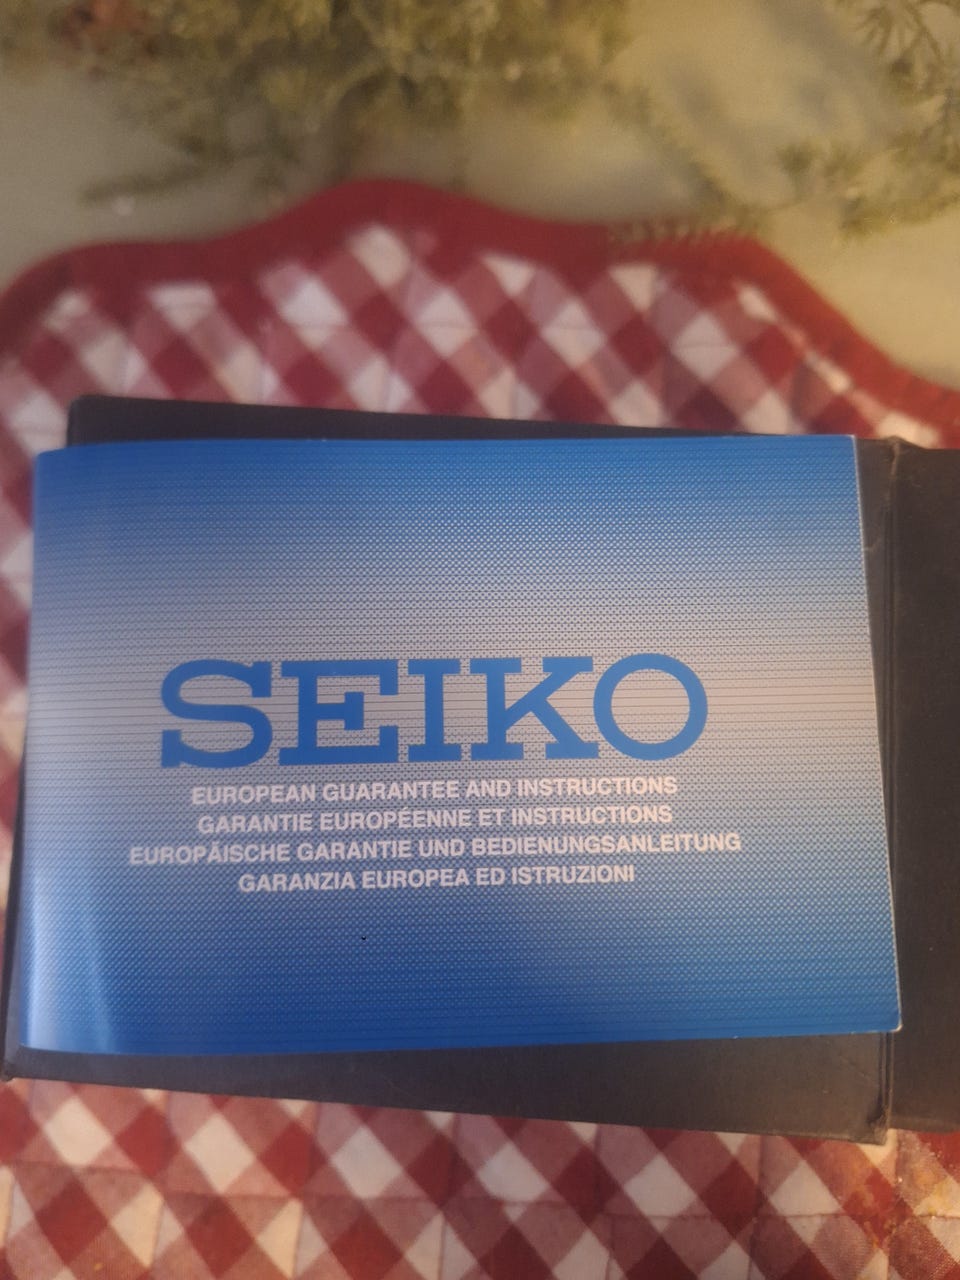 SEIKO
EUROPEAN GUARANTEE AND INSTRUCTIONS
GARANTIE EUROPÉENNE ET INSTRUCTIONS
EUROPÄISCHE GARANTIE UND BEDIENUNGSANLEITUNG
GARANZIA EUROPEA ED ISTRUZIONI